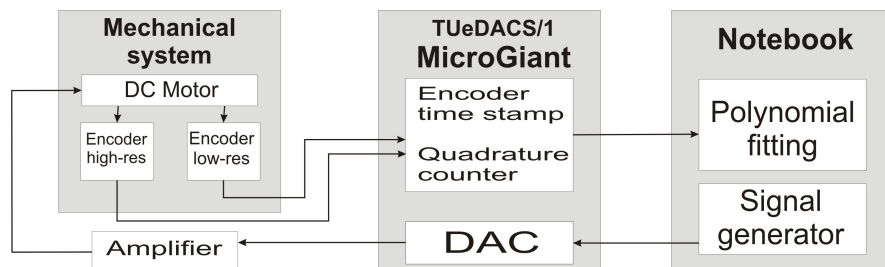 Mechanical
system
DC Motor
Encoder
high-res
Encoder
low-res
Amplifier
TUeDACS/1
MicroGiant
Encoder
time stamp
Quadrature
counter
DAC
Notebook
Polynomial
fitting
Signal
generator